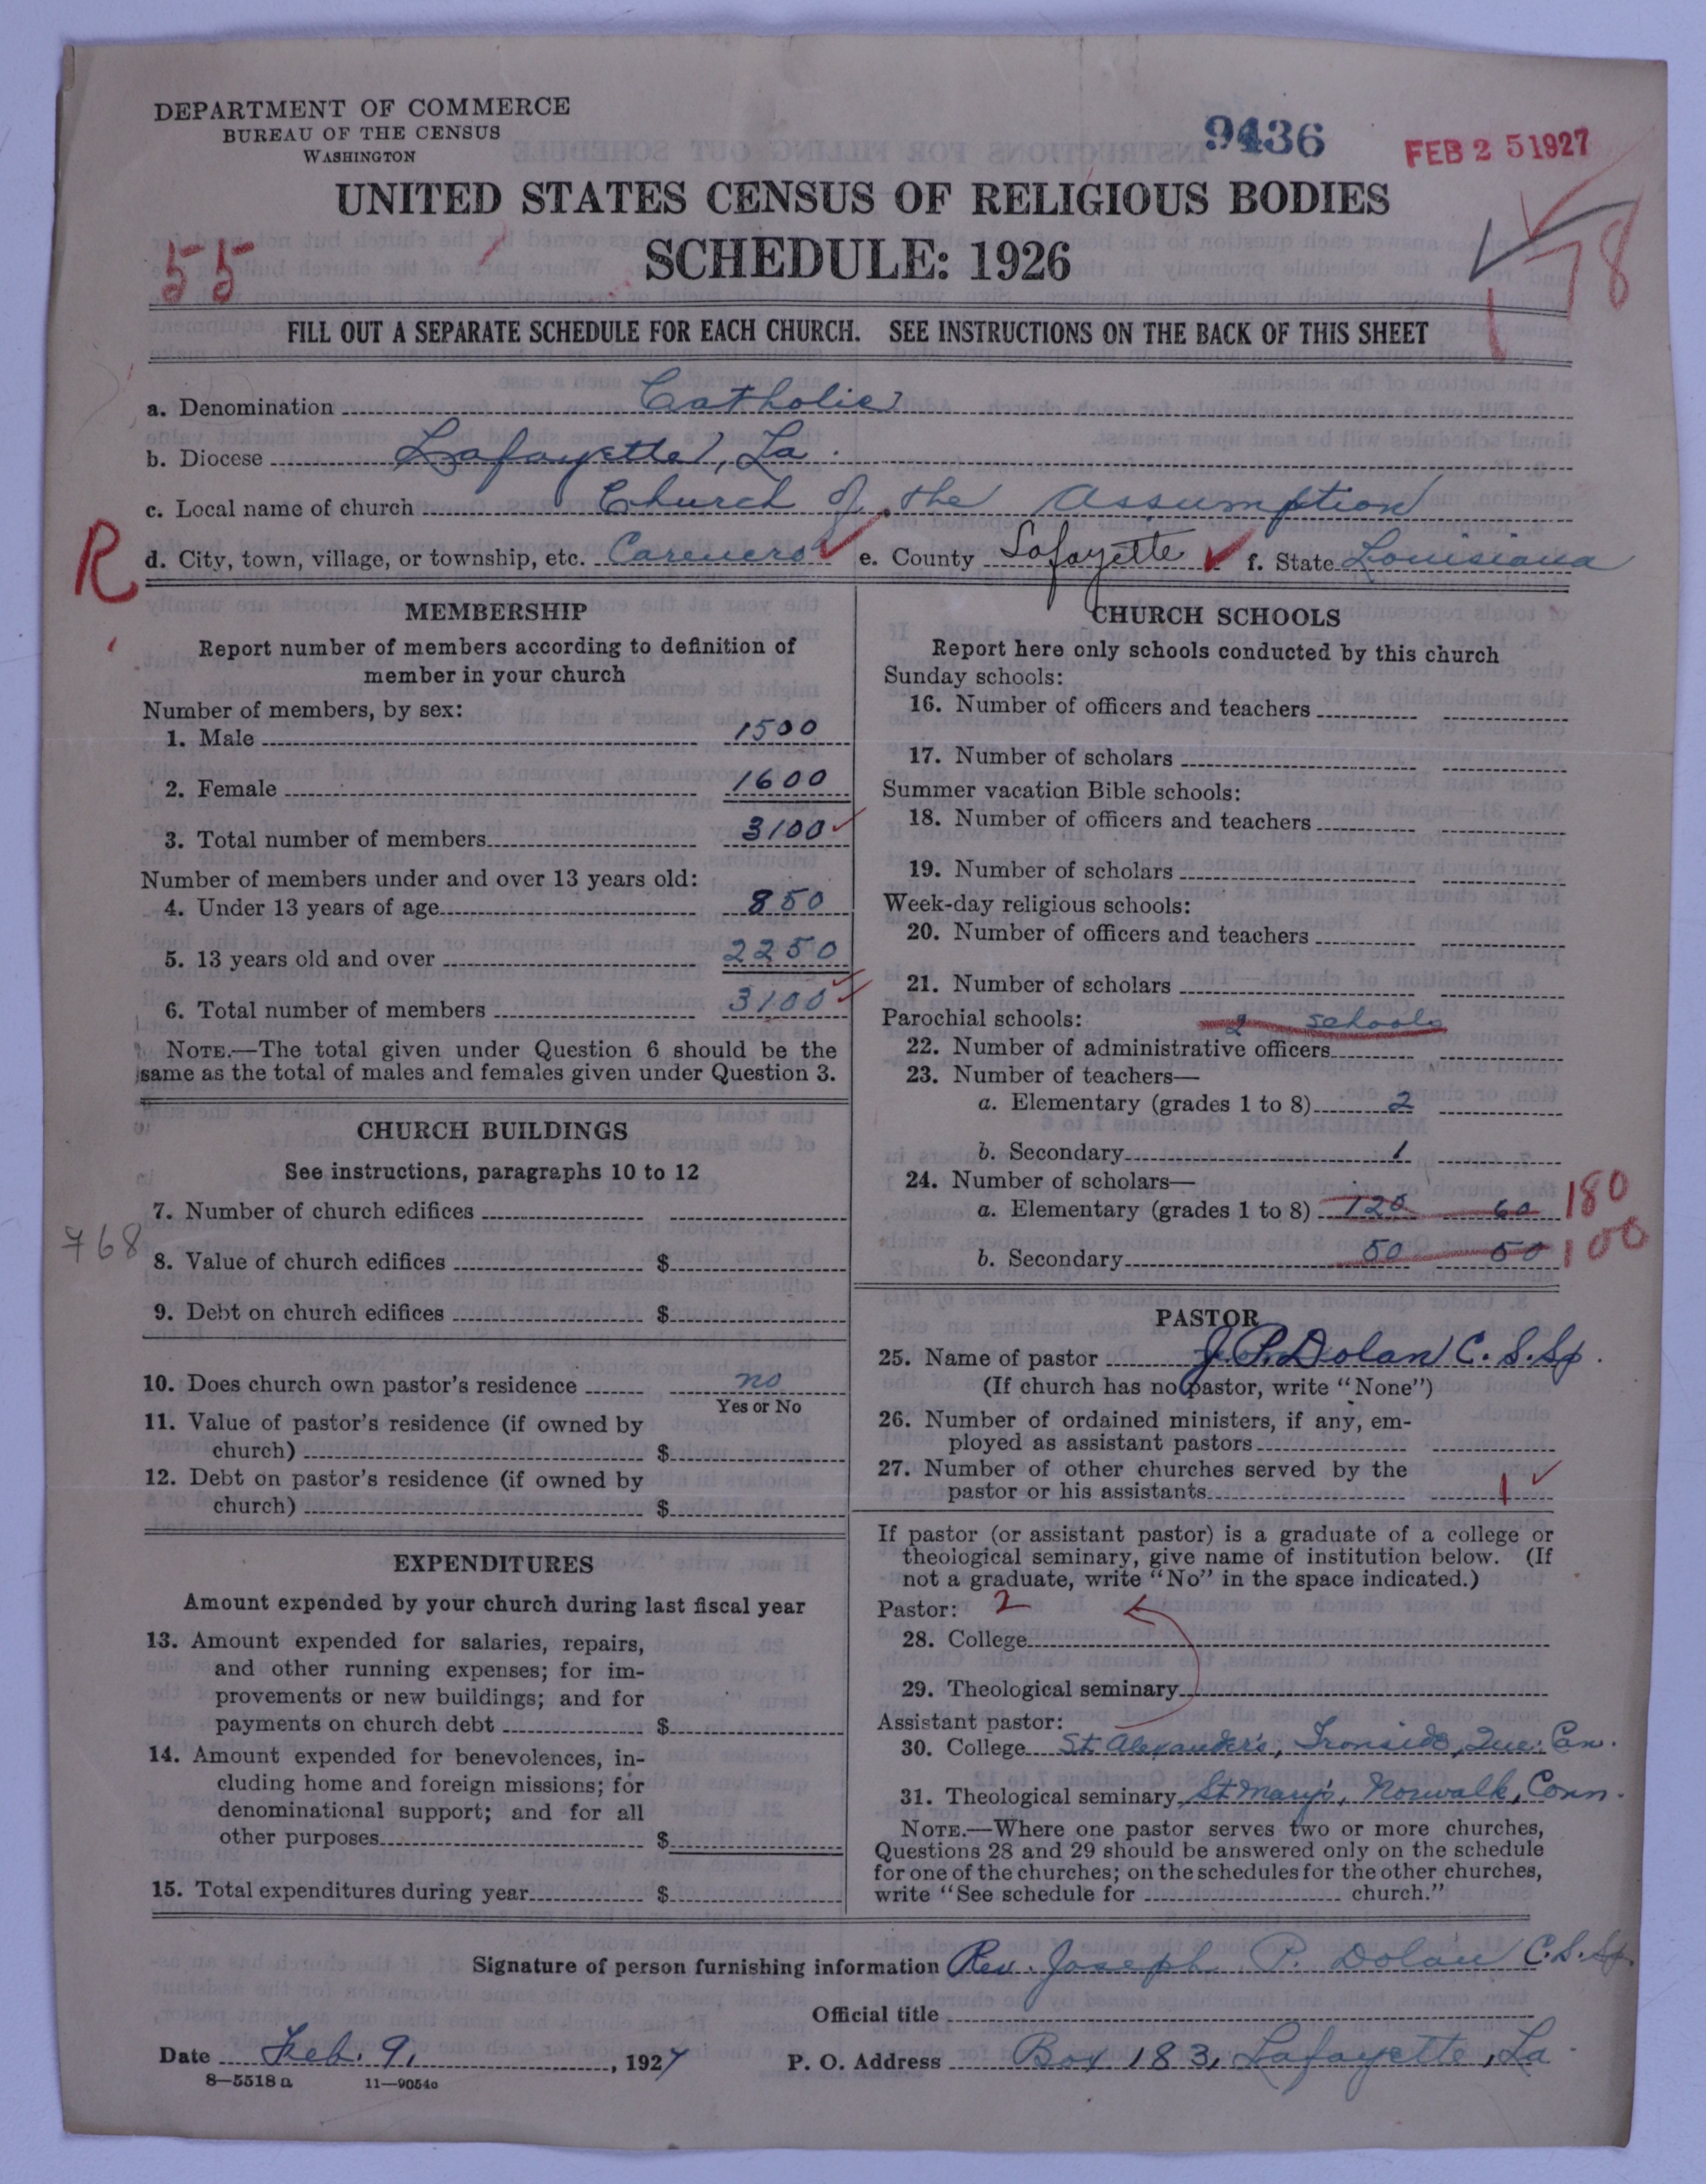 DEPARTMENT OF COMMERCE
BUREAU OF THE CENSUS
WASHINGTON
9436
FEB 25 1927
UNITED STATES CENSUS OF RELIGIOUS BODIES
SCHEDULE: 1926
55
78
1
FILL OUT A SEPARATE SCHEDULE FOR EACH CHURCH. SEE INSTRUCTIONS ON THE BACK OF THIS SHEET
a. Denomination Catholic
b. Diocese Lafayette, La.
c. Local name of church Church of the Assumption
R
d. City, town, village, or township, etc. Carencro e. County Lafayette f. State Louisiana
MEMBERSHIP
Report number of members according to definition of
member in your church
Number of members, by sex:
1. Male 1500
2. Female 1600
3. Total number of members 3100
Number of members under and over 13 years old:
4. Under 13 years of age 850
5. 13 years old and over 2250
6. Total number of members 3100
NOTE.—The total given under Question 6 should be the
same as the total of males and females given under Question 3.
CHURCH BUILDINGS
See instructions, paragraphs 10 to 12
7. Number of church edifices
768
8. Value of church edifices $
9. Debt on church edifices $
10. Does church own pastor's residence no
Yes or No
11. Value of pastor's residence (if owned by
church) $
12. Debt on pastor's residence (if owned by
church) $
EXPENDITURES
Amount expended by your church during last fiscal year
13. Amount expended for salaries, repairs,
and other running expenses; for im-
provements or new buildings; and for
payments on church debt $
14. Amount expended for benevolences, in-
cluding home and foreign missions; for
denominational support; and for all
other purposes $
15. Total expenditures during year $
CHURCH SCHOOLS
Report here only schools conducted by this church
Sunday schools:
16. Number of officers and teachers
17. Number of scholars
Summer vacation Bible schools:
18. Number of officers and teachers
19. Number of scholars
Week-day religious schools:
20. Number of officers and teachers
21. Number of scholars
Parochial schools: 2 schools
22. Number of administrative officers
23. Number of teachers—
a. Elementary (grades 1 to 8) 2
b. Secondary 1
24. Number of scholars—
a. Elementary (grades 1 to 8) 120 60 180
b. Secondary 50 50 100
PASTOR
25. Name of pastor J. P. Dolan C. S. Sp.
(If church has no pastor, write "None")
26. Number of ordained ministers, if any, em-
ployed as assistant pastors
27. Number of other churches served by the
pastor or his assistants 1
If pastor (or assistant pastor) is a graduate of a college or
theological seminary, give name of institution below. (If
not a graduate, write "No" in the space indicated.)
Pastor: 2
28. College
29. Theological seminary
Assistant pastor:
30. College St. Alexander's, Ironside, Que. Can.
31. Theological seminary St Mary's, Norwalk, Conn.
NOTE.—Where one pastor serves two or more churches,
Questions 28 and 29 should be answered only on the schedule
for one of the churches; on the schedules for the other churches,
write "See schedule for church."
Signature of person furnishing information Rev. Joseph P. Dolan C.S.Sp.
Official title
Date Feb. 9, 1927 P. O. Address Box 183, Lafayette, La.
8—5518 a 11—9054c